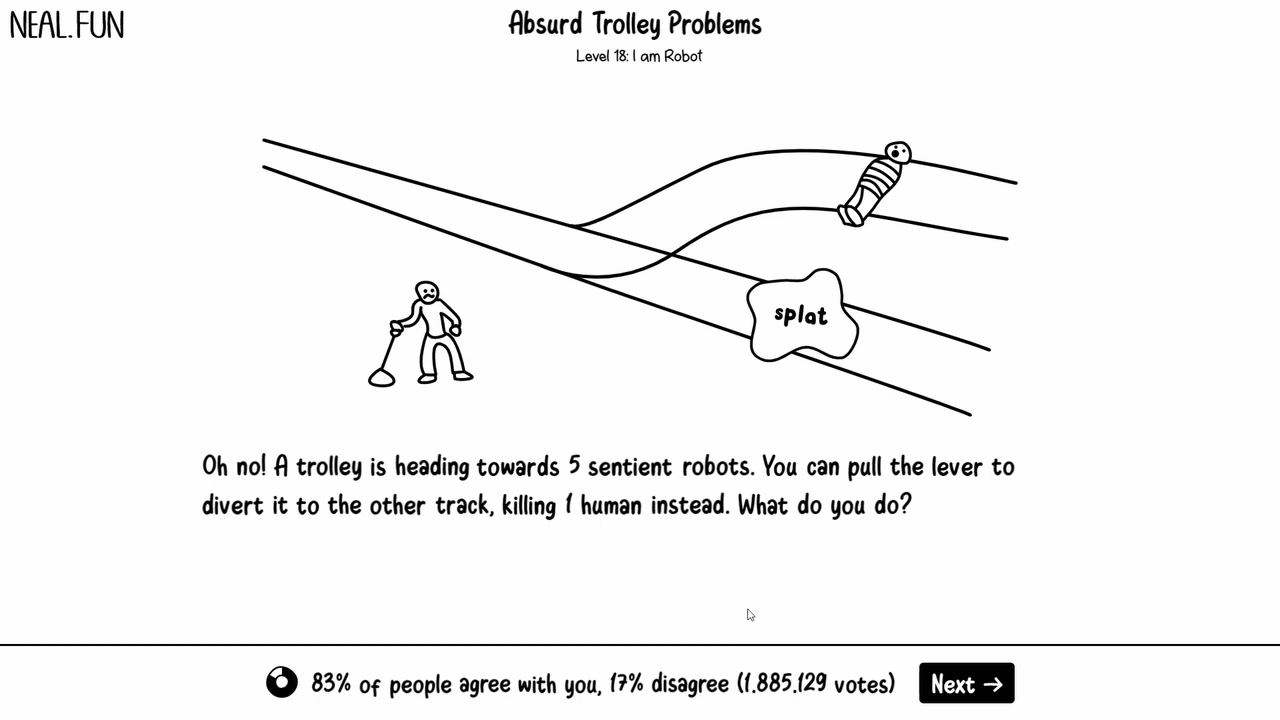 NEAL.FUN
Absurd Trolley Problems
Level 18: I am Robot
splat
Oh no! A trolley is heading towards 5 sentient robots. You can pull the lever to
divert it to the other track, killing 1 human instead. What do you do?
83% of people agree with you, 17% disagree (1.885.129 votes)
Next →